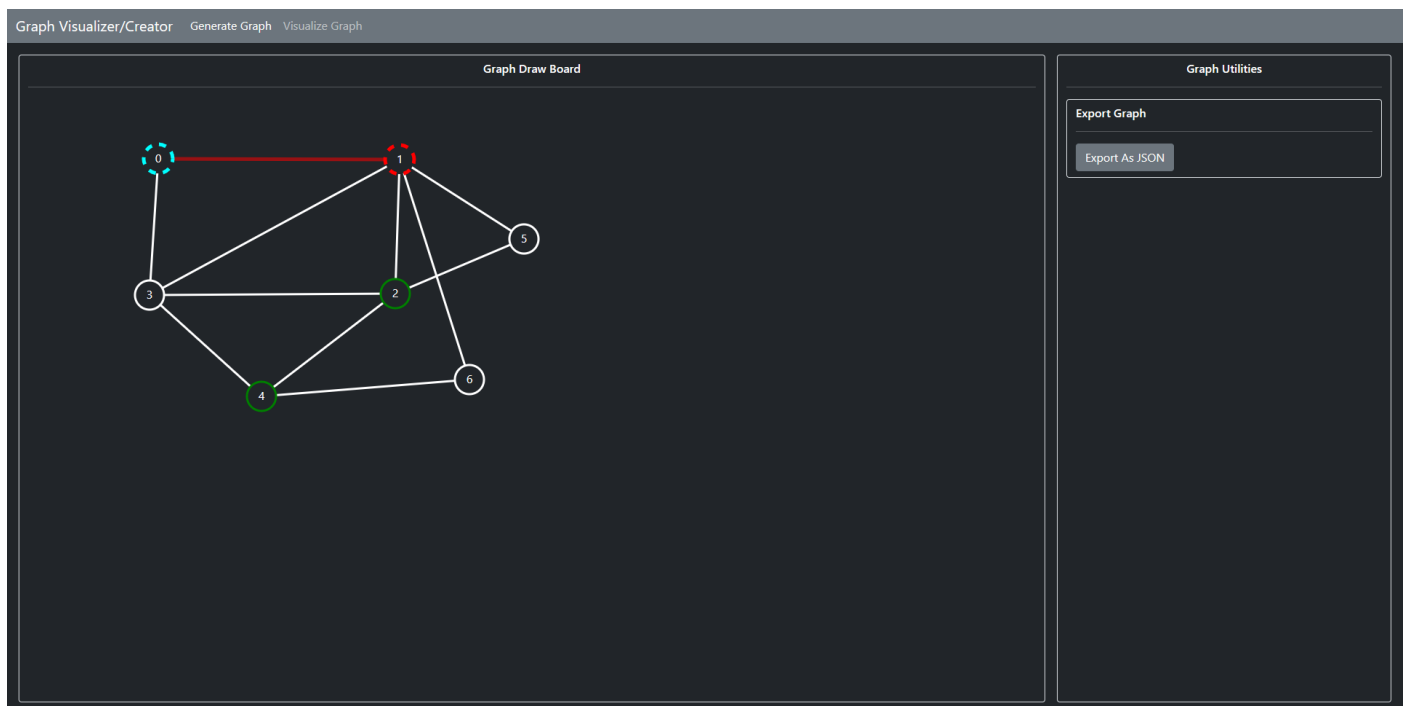 Graph Visualizer/Creator Generate Graph Visualize Graph
Graph Draw Board
Graph Utilities
Export Graph
Export As JSON
0
1
5
3
2
6
4